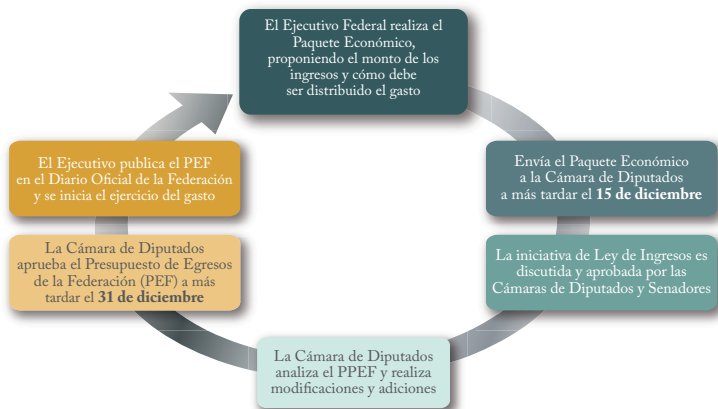 El Ejecutivo Federal realiza el
Paquete Económico,
proponiendo el monto de los
ingresos y cómo debe
ser distribuido el gasto
Envía el Paquete Económico
a la Cámara de Diputados
a más tardar el 15 de diciembre
La iniciativa de Ley de Ingresos es
discutida y aprobada por las
Cámaras de Diputados y Senadores
La Cámara de Diputados
analiza el PPEF y realiza
modificaciones y adiciones
La Cámara de Diputados
aprueba el Presupuesto de Egresos
de la Federación (PEF) a más
tardar el 31 de diciembre
El Ejecutivo publica el PEF
en el Diario Oficial de la Federación
y se inicia el ejercicio del gasto